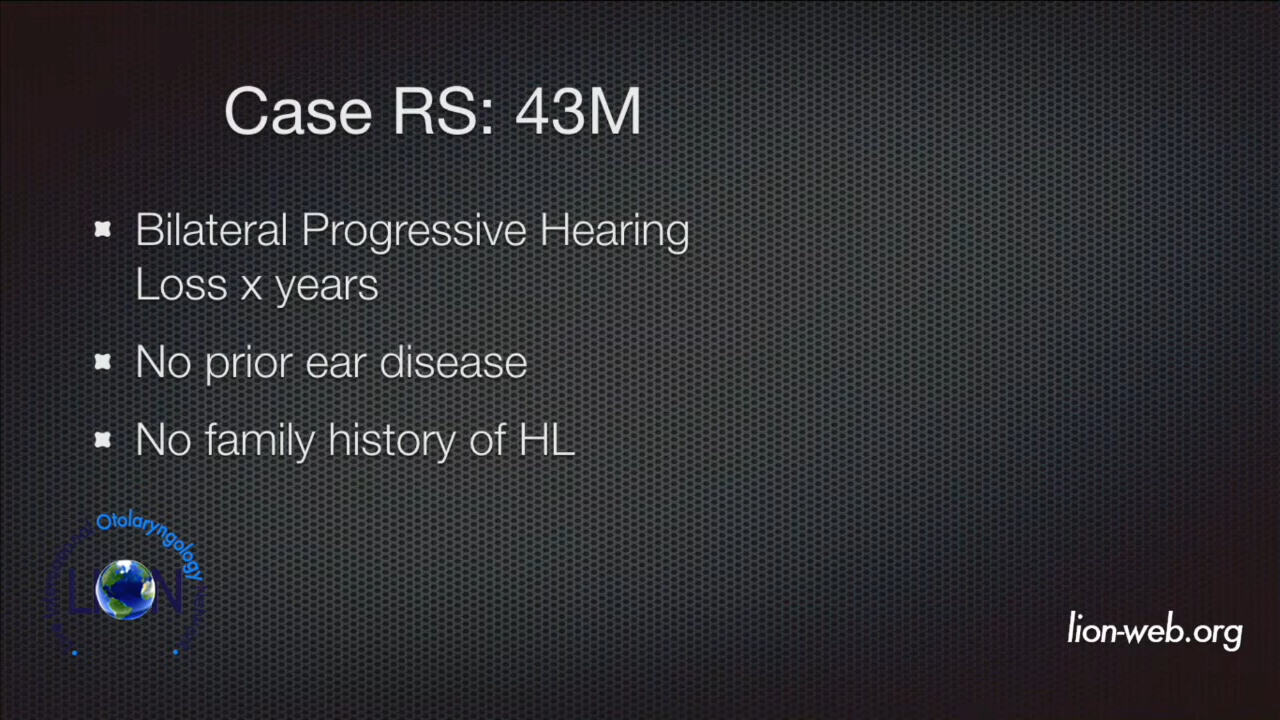 Case RS: 43M
Bilateral Progressive Hearing
Loss x years
No prior ear disease
No family history of HL
Otolaryngology
LION
lion-web.org